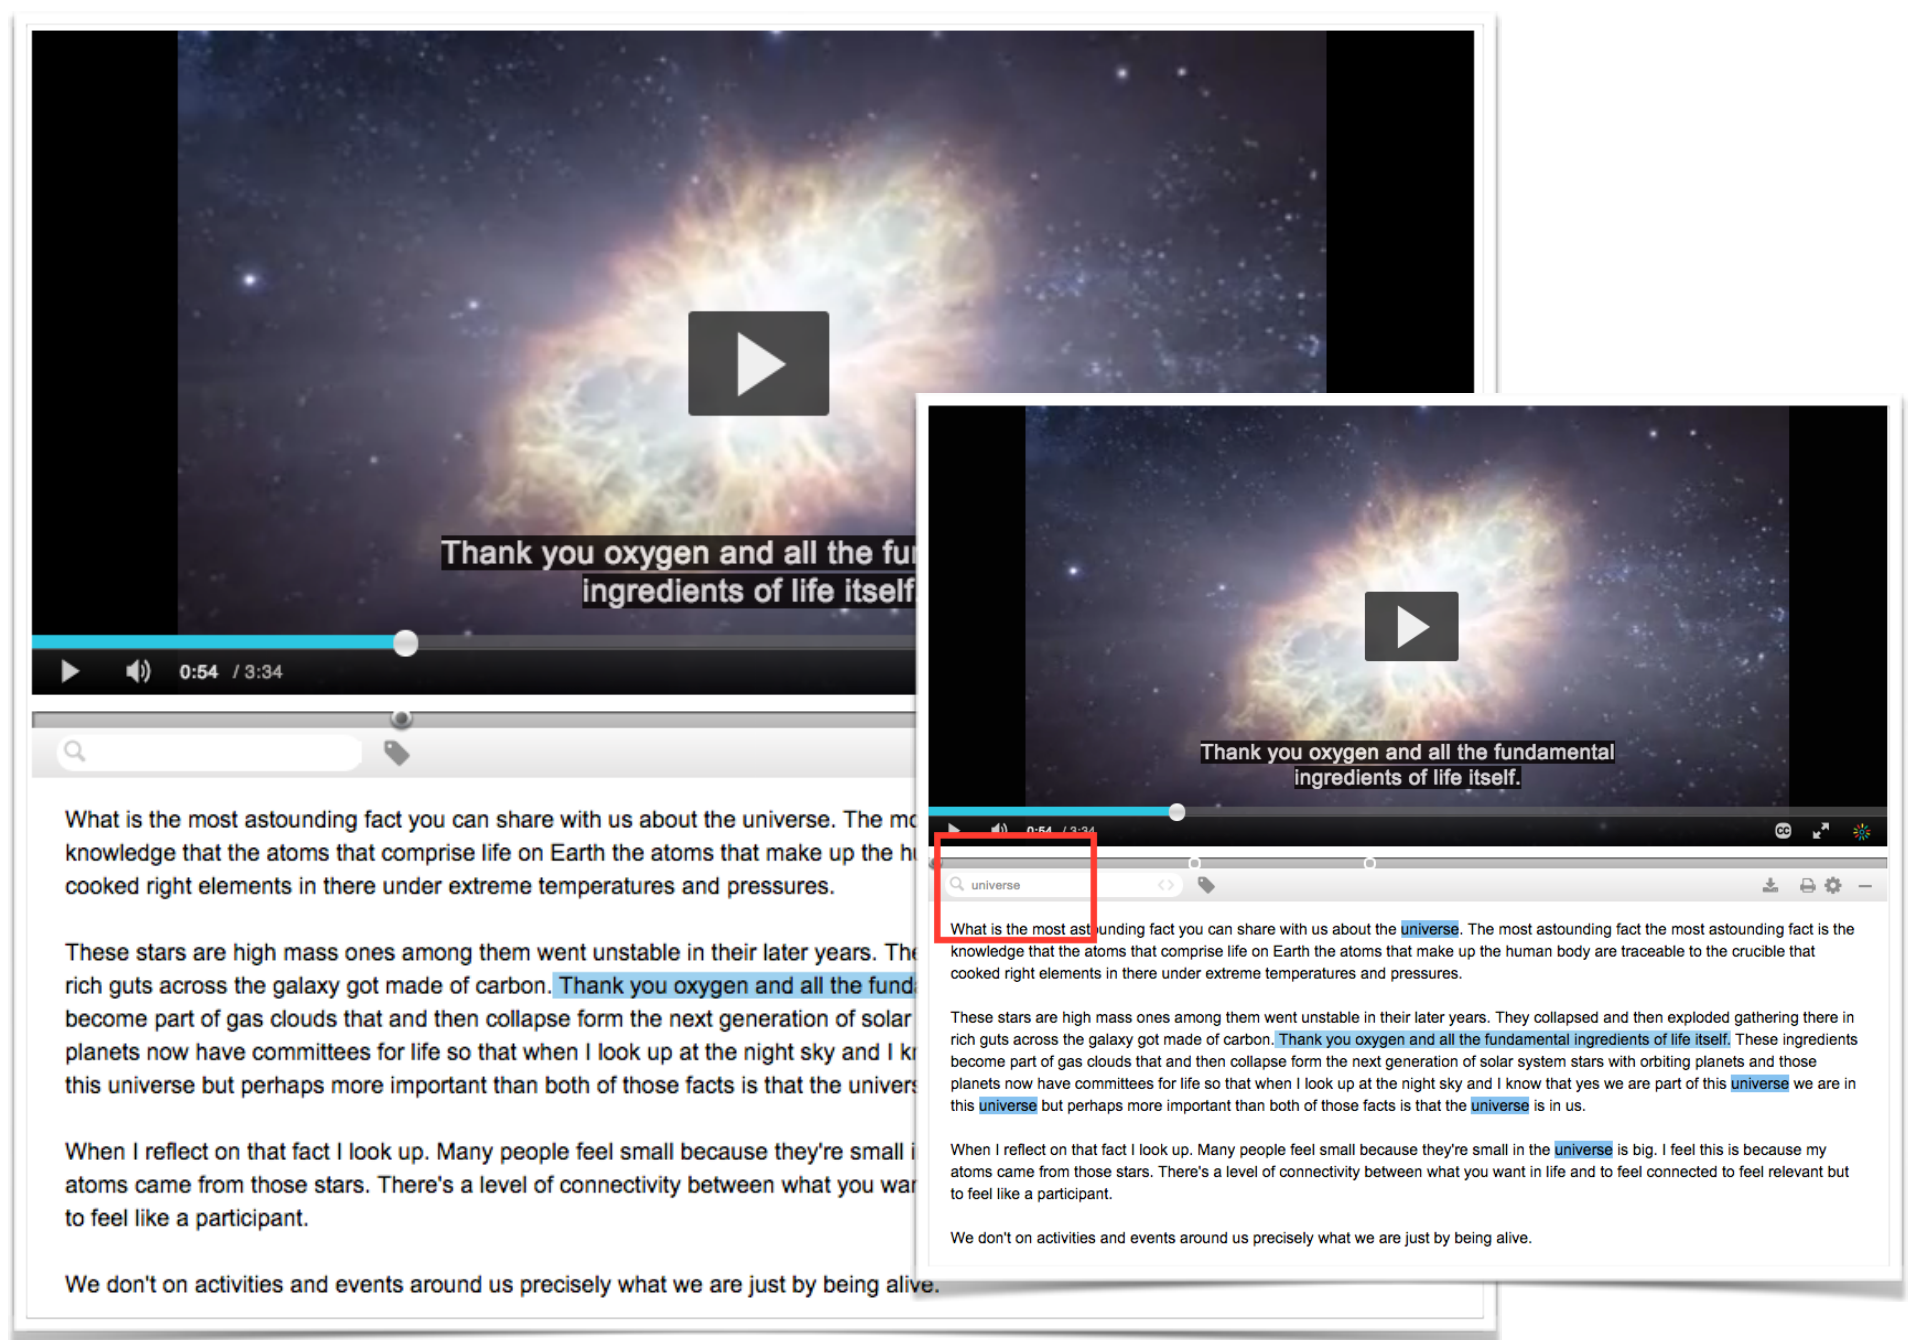 Thank you oxygen and all the fu
ingredients of life itself
0:54 / 3:34
What is the most astounding fact you can share with us about the universe. The mo
knowledge that the atoms that comprise life on Earth the atoms that make up the h
cooked right elements in there under extreme temperatures and pressures.
These stars are high mass ones among them went unstable in their later years. The
rich guts across the galaxy got made of carbon. Thank you oxygen and all the fund
become part of gas clouds that and then collapse form the next generation of solar
planets now have committees for life so that when I look up at the night sky and I k
this universe but perhaps more important than both of those facts is that the univers
When I reflect on that fact I look up. Many people feel small because they're small i
atoms came from those stars. There's a level of connectivity between what you wa
to feel like a participant.
We don't on activities and events around us precisely what we are just by being alive.
Thank you oxygen and all the fundamental
ingredients of life itself.
0:54 / 3:34
CC
universe
What is the most astounding fact you can share with us about the universe. The most astounding fact the most astounding fact is the
knowledge that the atoms that comprise life on Earth the atoms that make up the human body are traceable to the crucible that
cooked right elements in there under extreme temperatures and pressures.
These stars are high mass ones among them went unstable in their later years. They collapsed and then exploded gathering there in
rich guts across the galaxy got made of carbon. Thank you oxygen and all the fundamental ingredients of life itself. These ingredients
become part of gas clouds that and then collapse form the next generation of solar system stars with orbiting planets and those
planets now have committees for life so that when I look up at the night sky and I know that yes we are part of this universe we are in
this universe but perhaps more important than both of those facts is that the universe is in us.
When I reflect on that fact I look up. Many people feel small because they're small in the universe is big. I feel this is because my
atoms came from those stars. There's a level of connectivity between what you want in life and to feel connected to feel relevant but
to feel like a participant.
We don't on activities and events around us precisely what we are just by being alive.